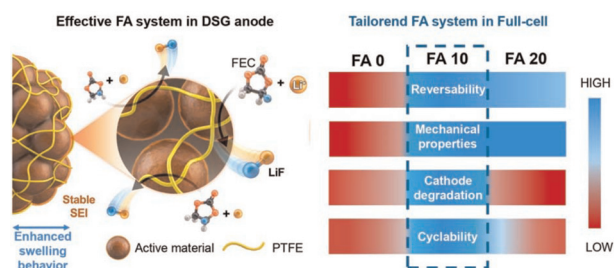 Effective FA system in DSG anode
FEC
Li⁺
LiF
Stable
SEI
Enhanced
swelling
behavior
Active material
PTFE
Tailorend FA system in Full-cell
FA 0
FA 10
FA 20
Reversability
Mechanical
properties
Cathode
degradation
Cyclability
HIGH
LOW